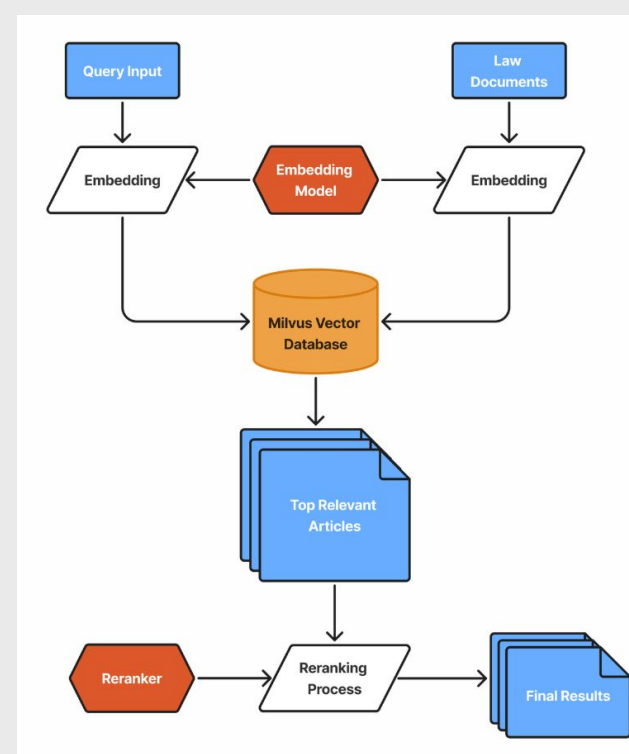 Query Input
Law
Documents
Embedding
Embedding
Model
Embedding
Milvus Vector
Database
Top Relevant
Articles
Reranker
Reranking
Process
Final Results